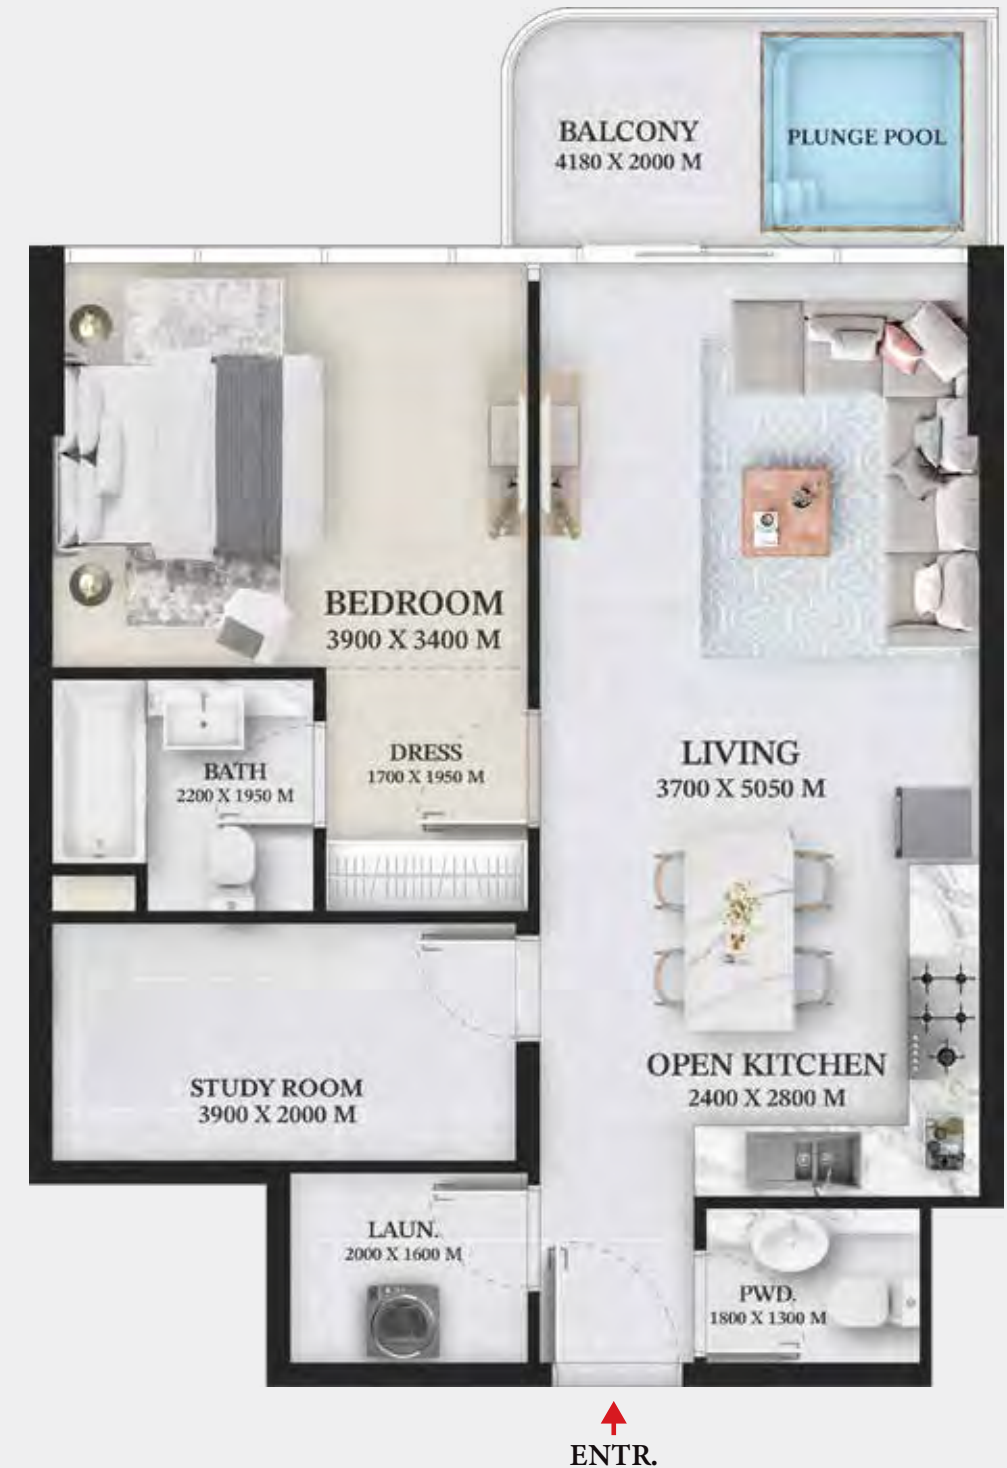 BALCONY
4180 X 2000 M
PLUNGE POOL
BEDROOM
3900 X 3400 M
DRESS
1700 X 1950 M
BATH
2200 X 1950 M
LIVING
3700 X 5050 M
OPEN KITCHEN
2400 X 2800 M
STUDY ROOM
3900 X 2000 M
LAUN.
2000 X 1600 M
PWD.
1800 X 1300 M
ENTR.